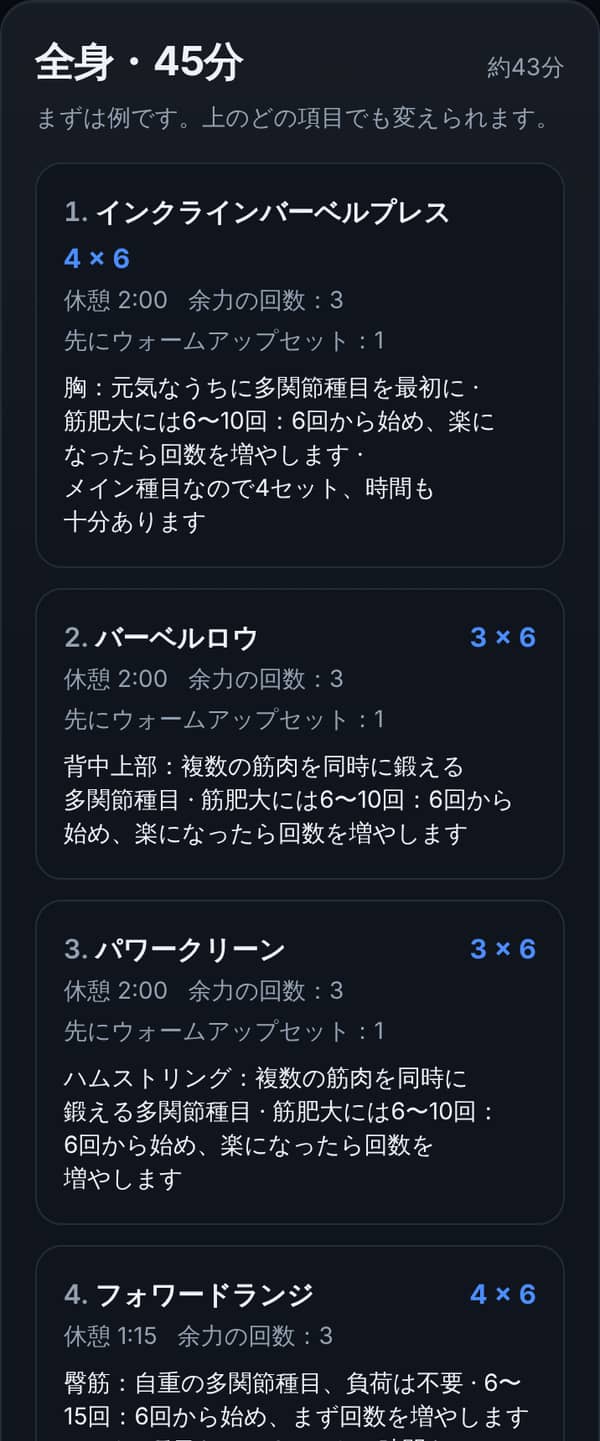 全身・45分 約43分
まずは例です。上のどの項目でも変えられます。
1. インクラインバーベルプレス
4 × 6
休憩 2:00 余力の回数：3
先にウォームアップセット：1
胸：元気なうちに多関節種目を最初に ·
筋肥大には6〜10回：6回から始め、楽に
なったら回数を増やします ·
メイン種目なので4セット、時間も
十分あります
2. バーベルロウ 3 × 6
休憩 2:00 余力の回数：3
先にウォームアップセット：1
背中上部：複数の筋肉を同時に鍛える
多関節種目 · 筋肥大には6〜10回：6回から
始め、楽になったら回数を増やします
3. パワークリーン 3 × 6
休憩 2:00 余力の回数：3
先にウォームアップセット：1
ハムストリング：複数の筋肉を同時に
鍛える多関節種目 · 筋肥大には6〜10回：
6回から始め、楽になったら回数を
増やします
4. フォワードランジ 4 × 6
休憩 1:15 余力の回数：3
臀筋：自重の多関節種目、負荷は不要 · 6〜
15回：6回から始め、まず回数を増やします